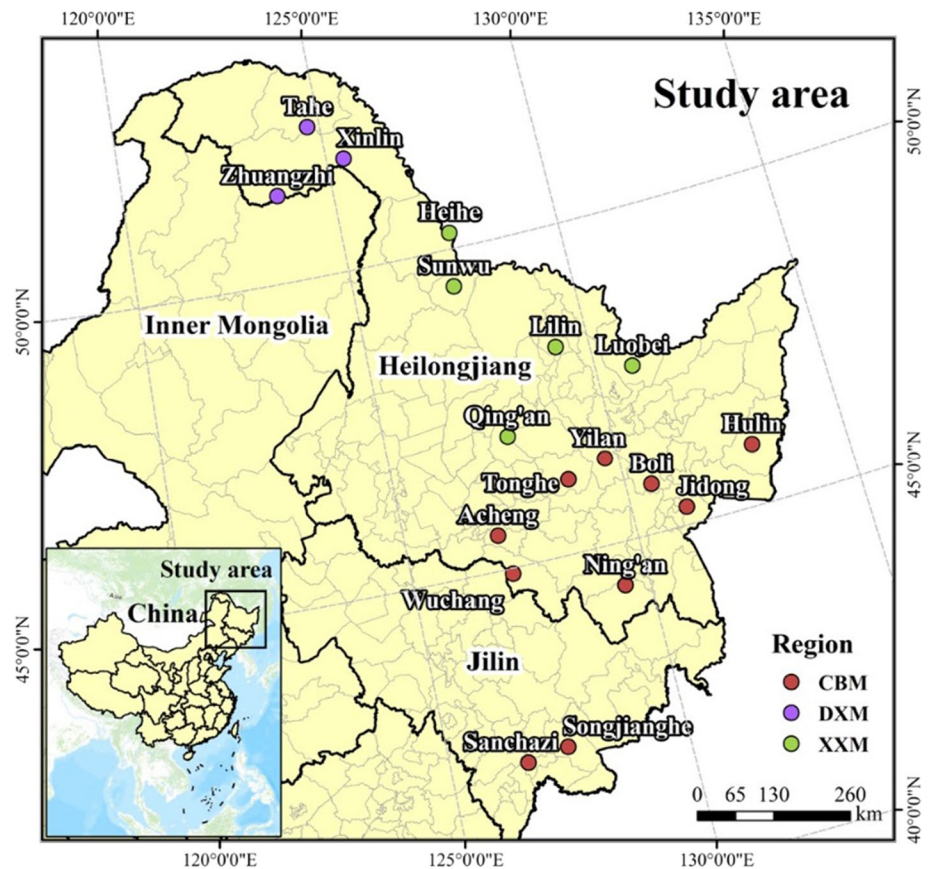 120°0'0"E
125°0'0"E
130°0'0"E
135°0'0"E
Study area
50°0'0"N
Tahe
Xinlin
Zhuangzhi
Heihe
Sunwu
50°0'0"N
Inner Mongolia
Lilin
Luobei
Heilongjiang
Qing'an
Hulin
Yilan
Boli
45°0'0"N
Tonghe
Jidong
Acheng
Ning'an
Study area
Wuchang
China
45°0'0"N
Jilin
Region
CBM
DXM
XXM
Songjianghe
Sanchazi
0 65 130 260
km
40°0'0"N
120°0'0"E
125°0'0"E
130°0'0"E